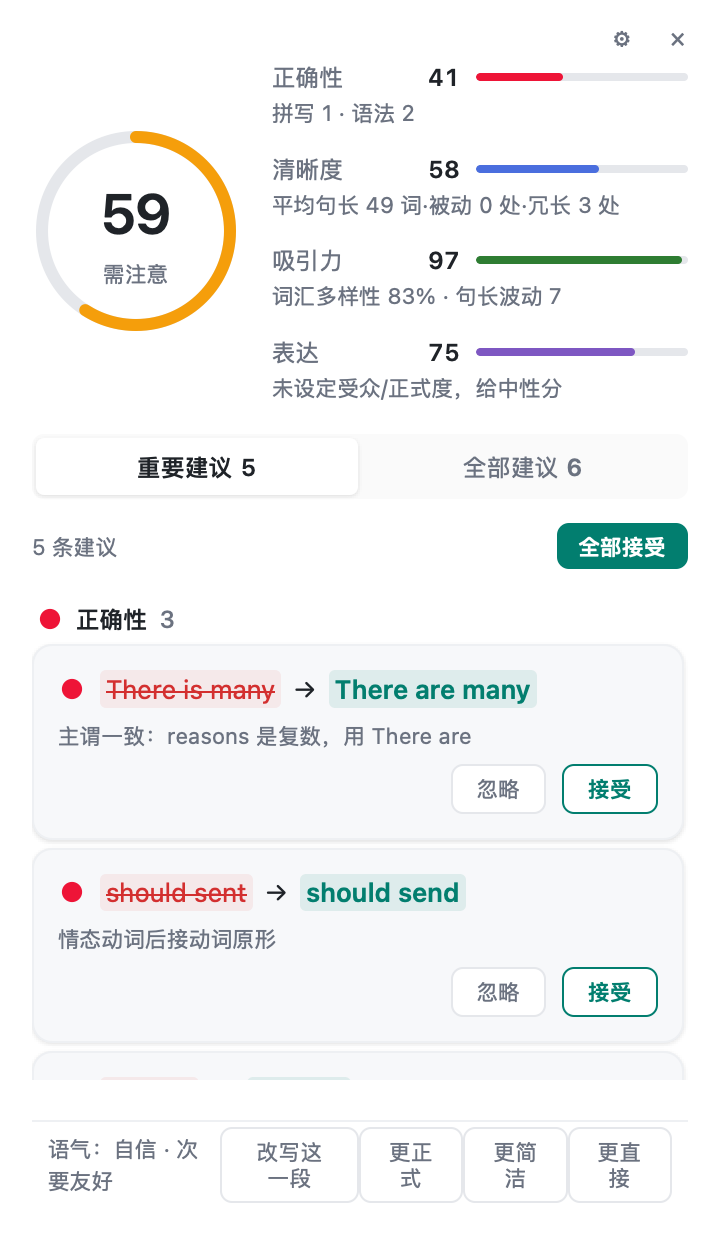 59
需注意
正确性 41
拼写 1 · 语法 2
清晰度 58
平均句长 49 词·被动 0 处·冗长 3 处
吸引力 97
词汇多样性 83% · 句长波动 7
表达 75
未设定受众/正式度，给中性分
重要建议 5
全部建议 6
5 条建议
全部接受
正确性 3
There is many → There are many
主谓一致：reasons 是复数，用 There are
忽略
接受
should sent → should send
情态动词后接动词原形
忽略
接受
语气：自信 · 次
要友好
改写这
一段
更正
式
更简
洁
更直
接